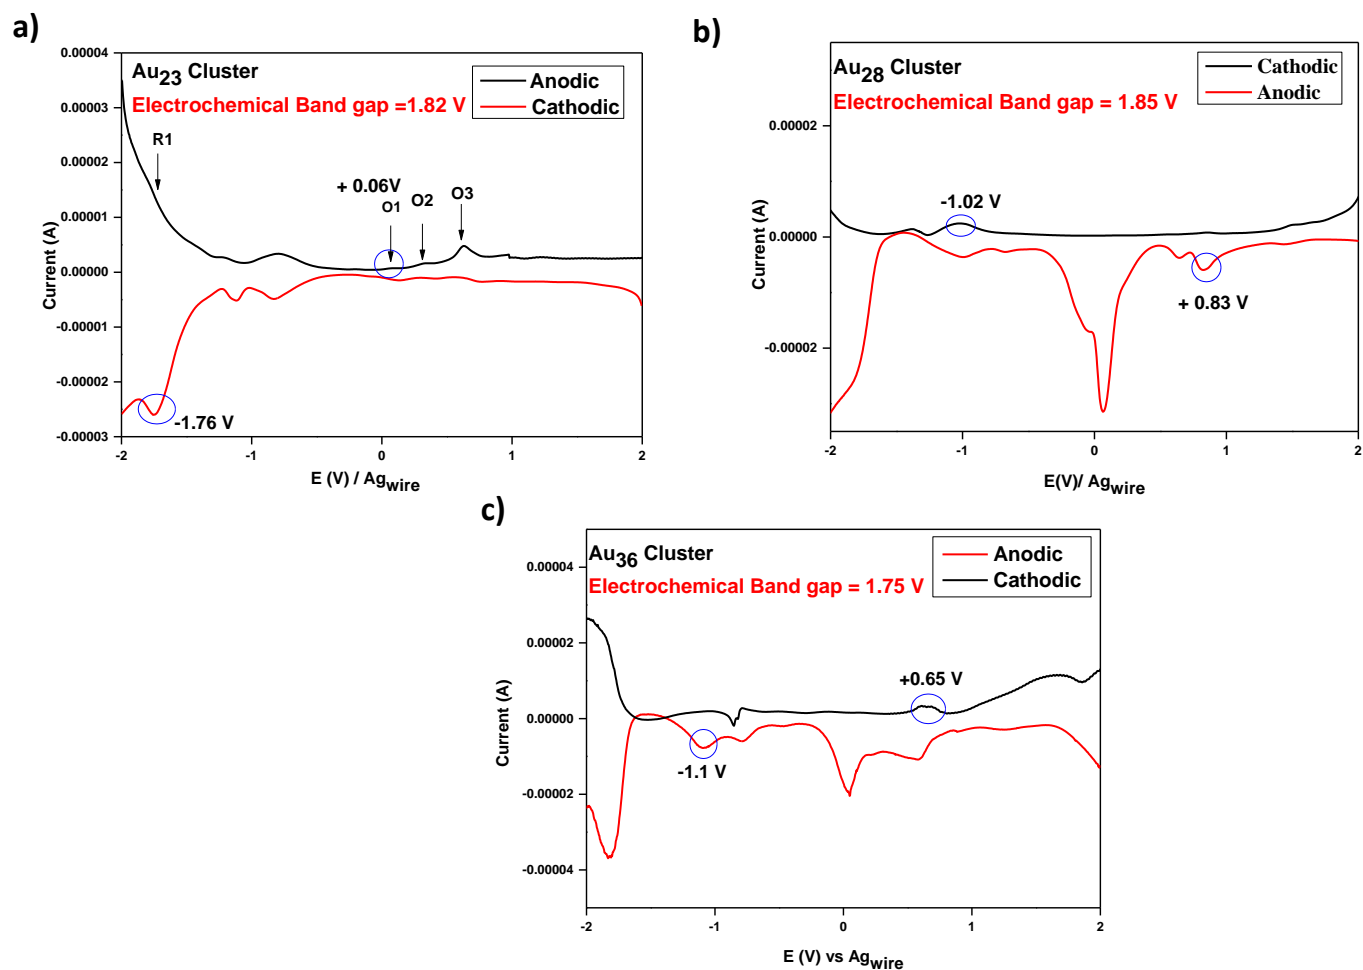 a)
Au23 Cluster
Electrochemical Band gap =1.82 V
Anodic
Cathodic
R1
+ 0.06V
O1
O2
O3
-1.76 V
0.00004
0.00003
0.00002
0.00001
0.00000
-0.00001
-0.00002
-0.00003
Current (A)
-2 -1 0 1 2
E (V) / Agwire
b)
Au28 Cluster
Electrochemical Band gap = 1.85 V
Cathodic
Anodic
-1.02 V
+ 0.83 V
0.00002
0.00000
-0.00002
Current (A)
-2 -1 0 1 2
E(V)/ Agwire
c)
Au36 Cluster
Electrochemical Band gap = 1.75 V
Anodic
Cathodic
+0.65 V
-1.1 V
0.00004
0.00002
0.00000
-0.00002
-0.00004
Current (A)
-2 -1 0 1 2
E (V) vs Agwire